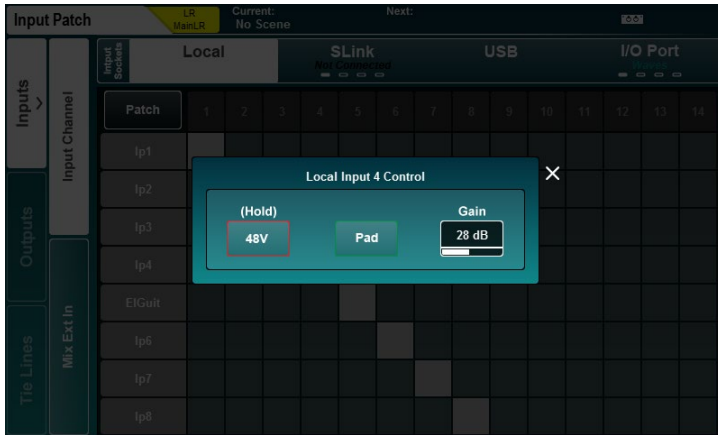 Input Patch
LR
MainLR
Current:
No Scene
Next:
Inputs
Outputs
Tie Lines
Input Channel
Mix Ext In
Intput
Sockets
Local
SLink
Not Connected
USB
I/O Port
Waves
Patch
1 2 3 4 5 6 7 8 9 10 11 12 13 14
Ip1
Ip2
Ip3
Ip4
ElGuit
Ip6
Ip7
Ip8
Local Input 4 Control
(Hold)
48V
Pad
Gain
28 dB